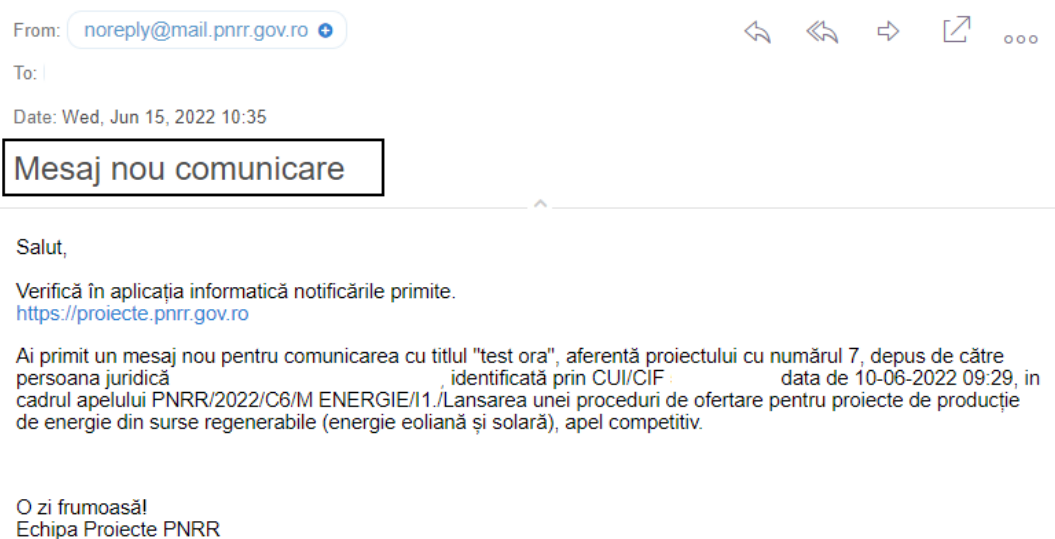 From: noreply@mail.pnrr.gov.ro
To:
Date: Wed, Jun 15, 2022 10:35
Mesaj nou comunicare
Salut,
Verifică în aplicația informatică notificările primite.
https://proiecte.pnrr.gov.ro
Ai primit un mesaj nou pentru comunicarea cu titlul "test ora", aferentă proiectului cu numărul 7, depus de către
persoana juridică , identificată prin CUI/CIF data de 10-06-2022 09:29, in
cadrul apelului PNRR/2022/C6/M ENERGIE/I1./Lansarea unei proceduri de ofertare pentru proiecte de producție
de energie din surse regenerabile (energie eoliană și solară), apel competitiv.
O zi frumoasă!
Echipa Proiecte PNRR